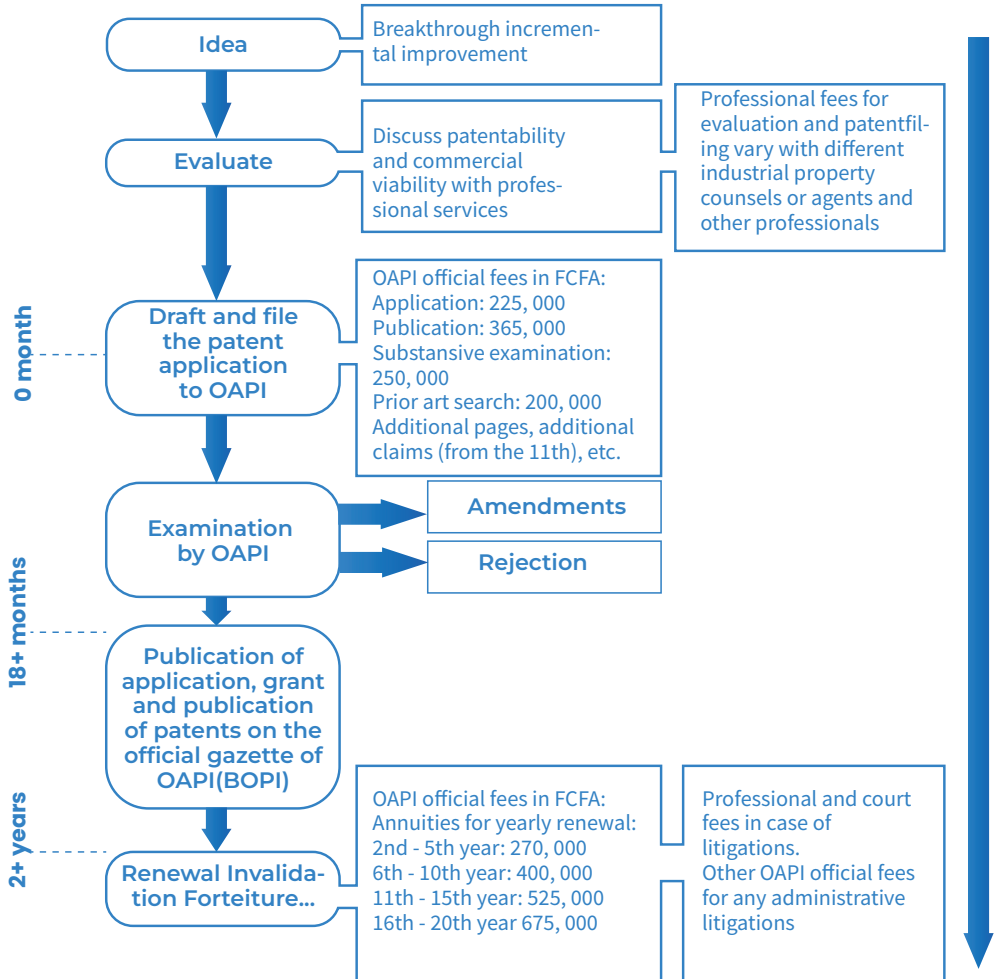 Idea
Breakthrough incremen-
tal improvement
Evaluate
Discuss patentability
and commercial
viability with profes-
sional services
Professional fees for
evaluation and patentfil-
ing vary with different
industrial property
counsels or agents and
other professionals
0 month
Draft and file
the patent
application
to OAPI
OAPI official fees in FCFA:
Application: 225, 000
Publication: 365, 000
Substansive examination:
250, 000
Prior art search: 200, 000
Additional pages, additional
claims (from the 11th), etc.
Examination
by OAPI
Amendments
Rejection
18+ months
Publication of
application, grant
and publication
of patents on the
official gazette of
OAPI(BOPI)
2+ years
Renewal Invalida-
tion Forteiture...
OAPI official fees in FCFA:
Annuities for yearly renewal:
2nd - 5th year: 270, 000
6th - 10th year: 400, 000
11th - 15th year: 525, 000
16th - 20th year 675, 000
Professional and court
fees in case of
litigations.
Other OAPI official fees
for any administrative
litigations